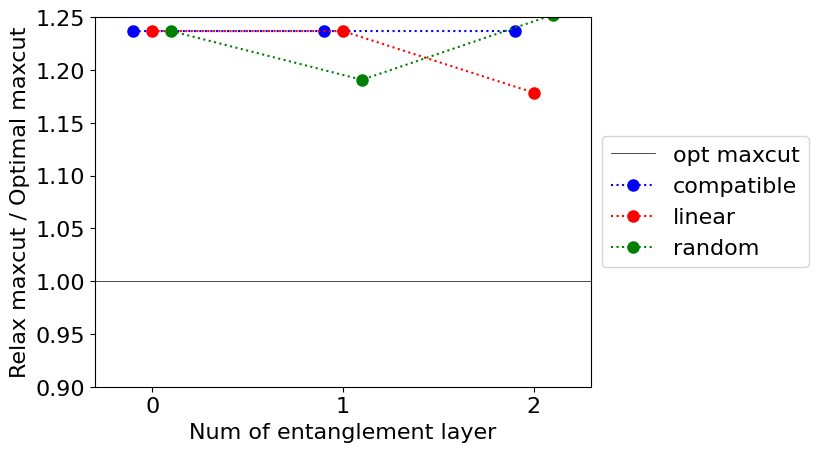 Relax maxcut / Optimal maxcut
1.25
1.20
1.15
1.10
1.05
1.00
0.95
0.90
0
1
2
Num of entanglement layer
opt maxcut
compatible
linear
random